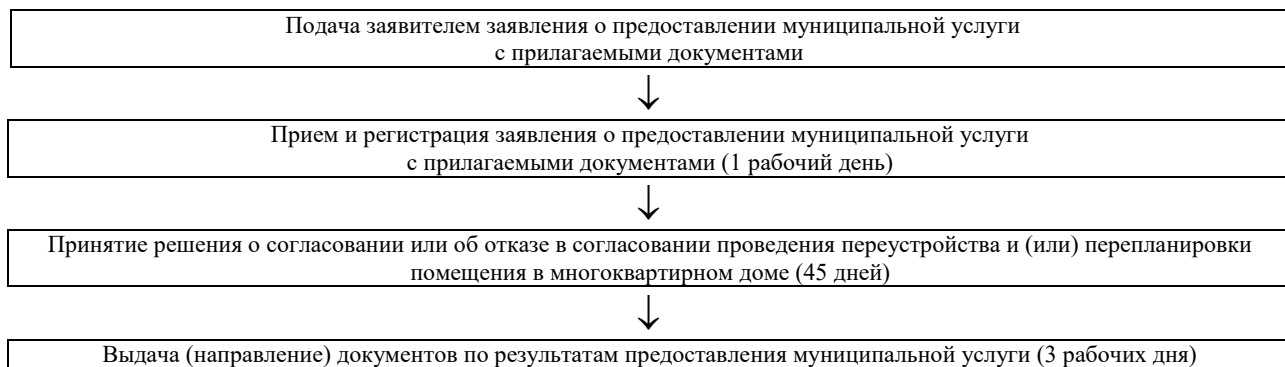 Подача заявителем заявления о предоставлении муниципальной услуги
с прилагаемыми документами
Прием и регистрация заявления о предоставлении муниципальной услуги
с прилагаемыми документами (1 рабочий день)
Принятие решения о согласовании или об отказе в согласовании проведения переустройства и (или) перепланировки
помещения в многоквартирном доме (45 дней)
Выдача (направление) документов по результатам предоставления муниципальной услуги (3 рабочих дня)